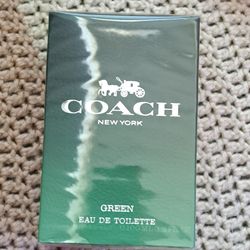 COACH
NEW YORK
GREEN
EAU DE TOILETTE